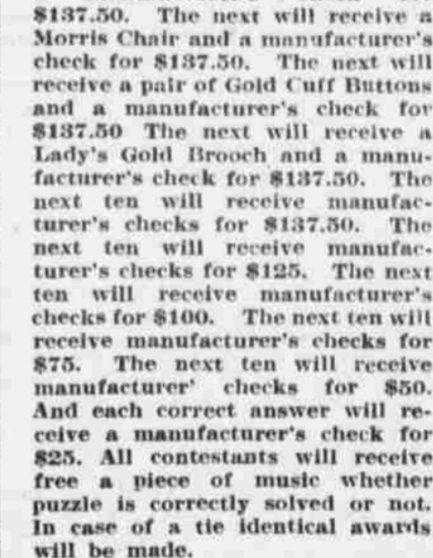 $137.50. The next will receive a
Morris Chair and a manufacturer's
check for $137.50. The next will
receive a pair of Gold Cuff Buttons
and a manufacturer's check for
$137.50 The next will receive a
Lady's Gold Brooch and a manu-
facturer's check for $137.50. The
next ten will receive manufac-
turer's checks for $137.50. The
next ten will receive manufac-
turer's checks for $125. The next
ten will receive manufacturer's
checks for $100. The next ten will
receive manufacturer's checks for
$75. The next ten will receive
manufacturer' checks for $50.
And each correct answer will re-
ceive a manufacturer's check for
$25. All contestants will receive
free a piece of music whether
puzzle is correctly solved or not.
In case of a tie identical awards
will be made.